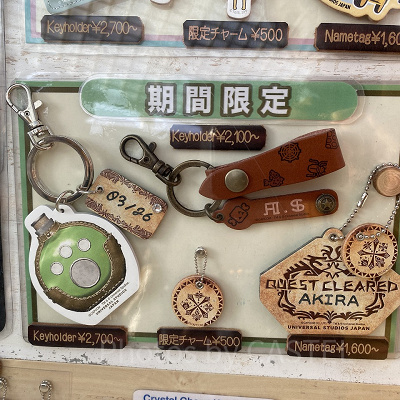 Keyholder ¥2,700~
限定チャーム ¥500
Nametag ¥1,60
期間限定
Keyholder ¥2,100~
03/86
A.S
QUEST CLEARED
AKIRA
UNIVERSAL STUDIOS JAPAN
Keyholder ¥2,700~
限定チャーム ¥500
Nametag ¥1,600~